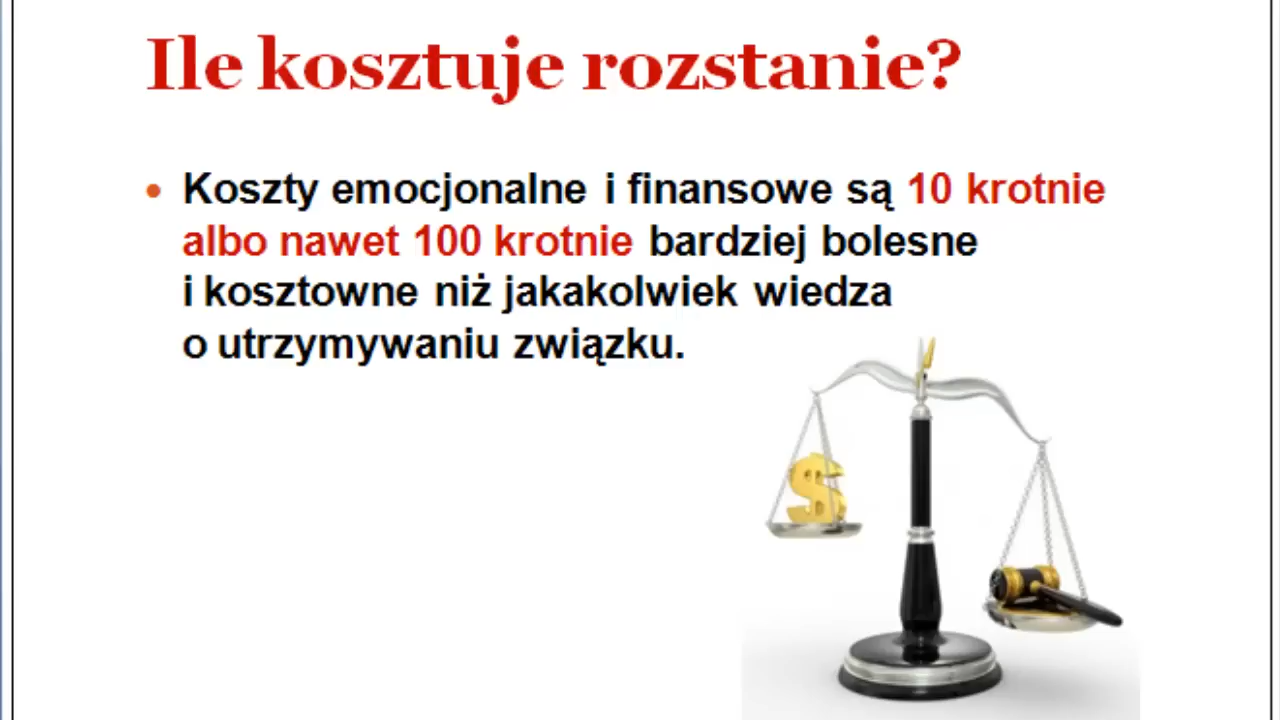 Ile kosztuje rozstanie?
• Koszty emocjonalne i finansowe są 10 krotnie
albo nawet 100 krotnie bardziej bolesne
i kosztowne niż jakakolwiek wiedza
o utrzymywaniu związku.
$